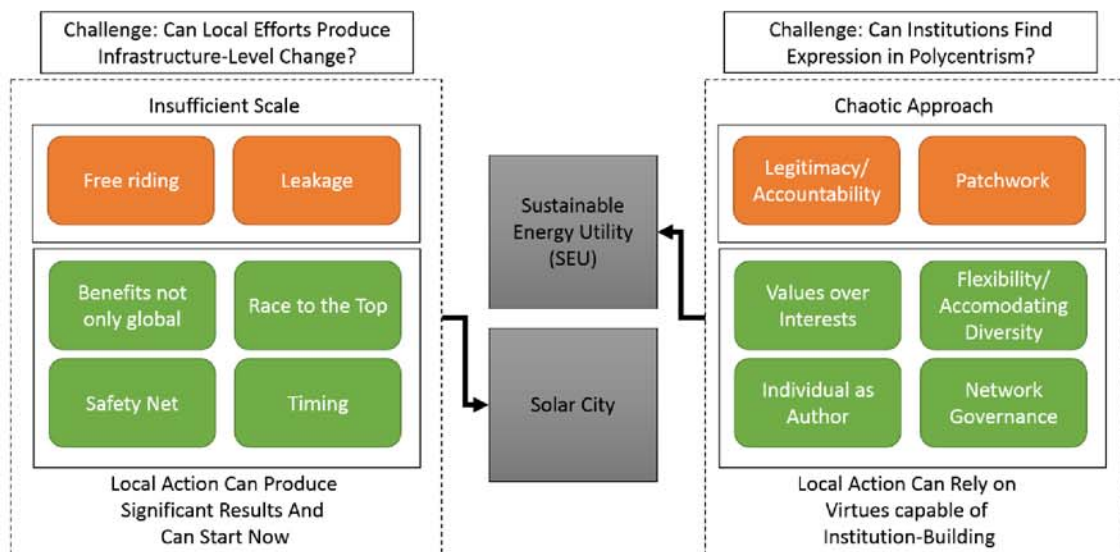 Challenge: Can Local Efforts Produce
Infrastructure-Level Change?
Insufficient Scale
Free riding
Leakage
Benefits not
only global
Race to the Top
Safety Net
Timing
Local Action Can Produce
Significant Results And
Can Start Now
Sustainable
Energy Utility
(SEU)
Solar City
Challenge: Can Institutions Find
Expression in Polycentrism?
Chaotic Approach
Legitimacy/
Accountability
Patchwork
Values over
Interests
Flexibility/
Accomodating
Diversity
Individual as
Author
Network
Governance
Local Action Can Rely on
Virtues capable of
Institution-Building